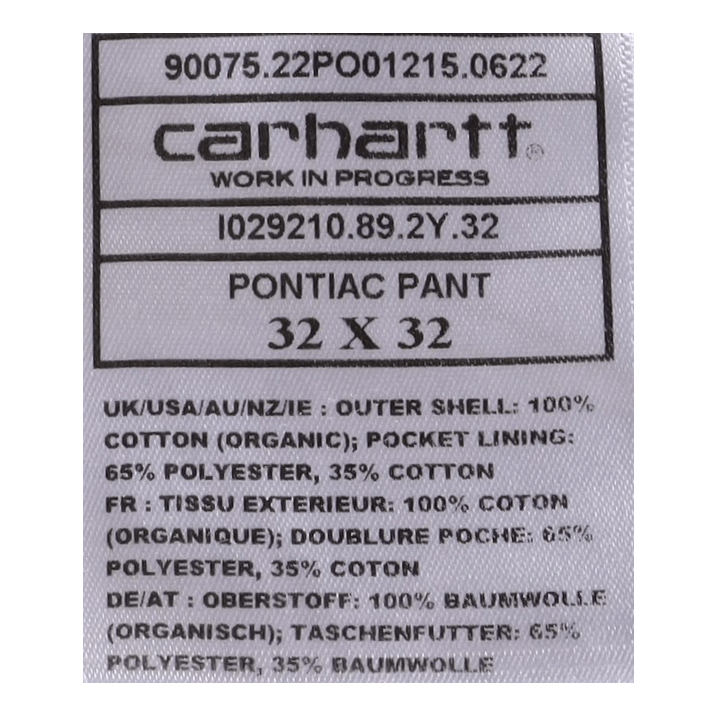 90075.22PO01215.0622
carhartt®
WORK IN PROGRESS
I029210.89.2Y.32
PONTIAC PANT
32 X 32
UK/USA/AU/NZ/IE : OUTER SHELL: 100%
COTTON (ORGANIC); POCKET LINING:
65% POLYESTER, 35% COTTON
FR : TISSU EXTERIEUR: 100% COTON
(ORGANIQUE); DOUBLURE POCHE: 65%
POLYESTER, 35% COTON
DE/AT : OBERSTOFF: 100% BAUMWOLLE
(ORGANISCH); TASCHENFUTTER: 65%
POLYESTER, 35% BAUMWOLLE